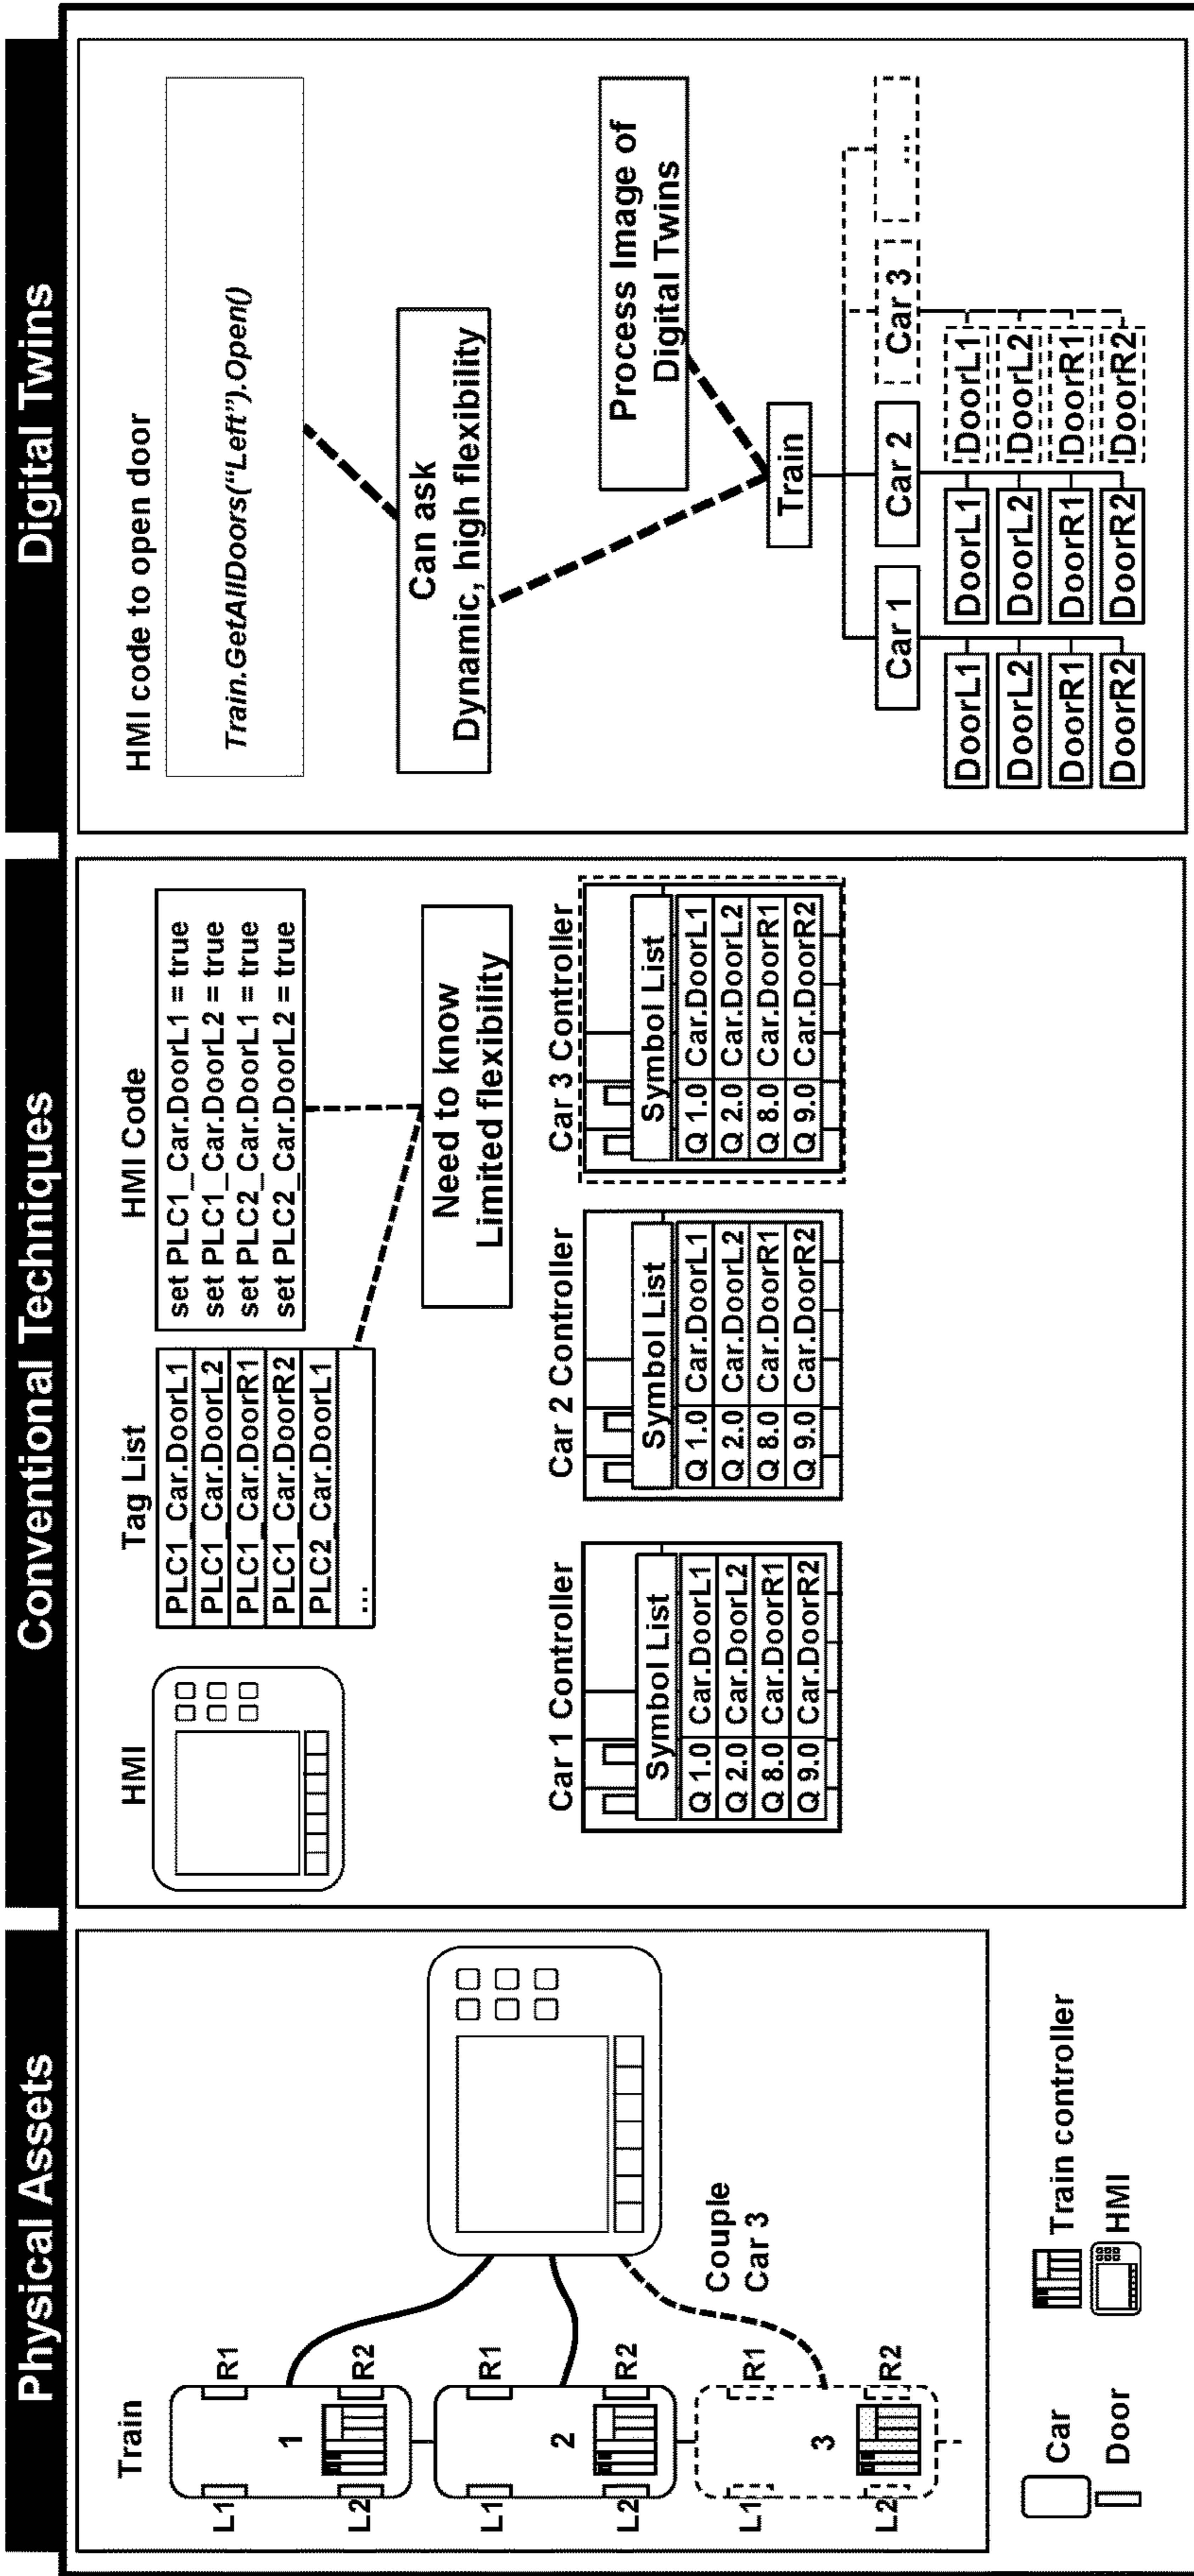 Physical Assets
Train
L1
R1
1
L2
R2
L1
R1
2
L2
R2
L1
R1
3
L2
R2
Couple
Car 3
Car
Door
Train controller
HMI
Conventional Techniques
HMI
Tag List
PLC1_Car.DoorL1
PLC1_Car.DoorL2
PLC1_Car.DoorR1
PLC1_Car.DoorR2
PLC2_Car.DoorL1
...
HMI Code
set PLC1_Car.DoorL1 = true
set PLC1_Car.DoorL2 = true
set PLC2_Car.DoorL1 = true
set PLC2_Car.DoorL2 = true
Need to know
Limited flexibility
Car 1 Controller
Symbol List
Q 1.0 Car.DoorL1
Q 2.0 Car.DoorL2
Q 8.0 Car.DoorR1
Q 9.0 Car.DoorR2
Car 2 Controller
Symbol List
Q 1.0 Car.DoorL1
Q 2.0 Car.DoorL2
Q 8.0 Car.DoorR1
Q 9.0 Car.DoorR2
Car 3 Controller
Symbol List
Q 1.0 Car.DoorL1
Q 2.0 Car.DoorL2
Q 8.0 Car.DoorR1
Q 9.0 Car.DoorR2
Digital Twins
HMI code to open door
Train.GetAllDoors(“Left”).Open()
Can ask
Dynamic, high flexibility
Process Image of
Digital Twins
Train
Car 1
Car 2
Car 3
...
DoorL1
DoorL2
DoorR1
DoorR2
DoorL1
DoorL2
DoorR1
DoorR2
DoorL1
DoorL2
DoorR1
DoorR2